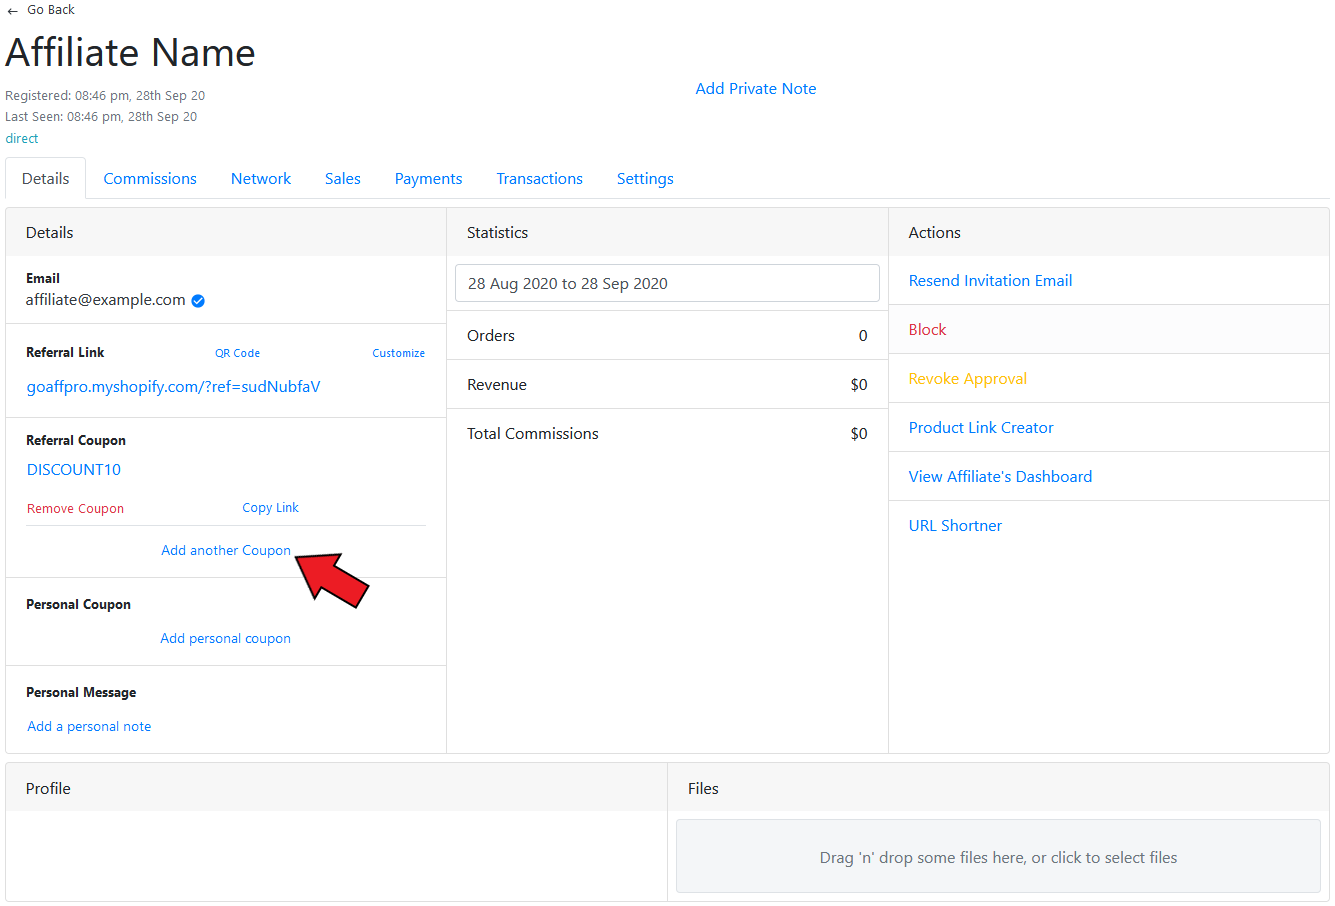 ← Go Back
Affiliate Name
Registered: 08:46 pm, 28th Sep 20
Last Seen: 08:46 pm, 28th Sep 20
direct
Add Private Note
Details Commissions Network Sales Payments Transactions Settings
Details
Email
affiliate@example.com
Referral Link QR Code Customize
goaffpro.myshopify.com/?ref=sudNubfaV
Referral Coupon
DISCOUNT10
Remove Coupon Copy Link
Add another Coupon
Personal Coupon
Add personal coupon
Personal Message
Add a personal note
Statistics
28 Aug 2020 to 28 Sep 2020
Orders 0
Revenue $0
Total Commissions $0
Actions
Resend Invitation Email
Block
Revoke Approval
Product Link Creator
View Affiliate's Dashboard
URL Shortner
Profile
Files
Drag 'n' drop some files here, or click to select files